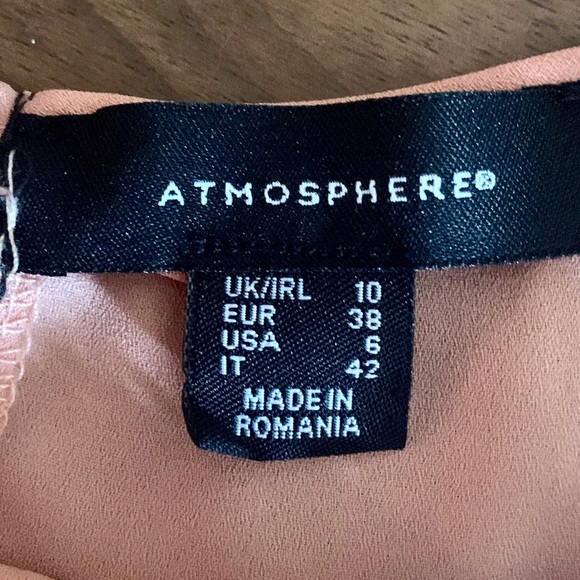 ATMOSPHERE®
UK/IRL 10
EUR 38
USA 6
IT 42
MADE IN
ROMANIA